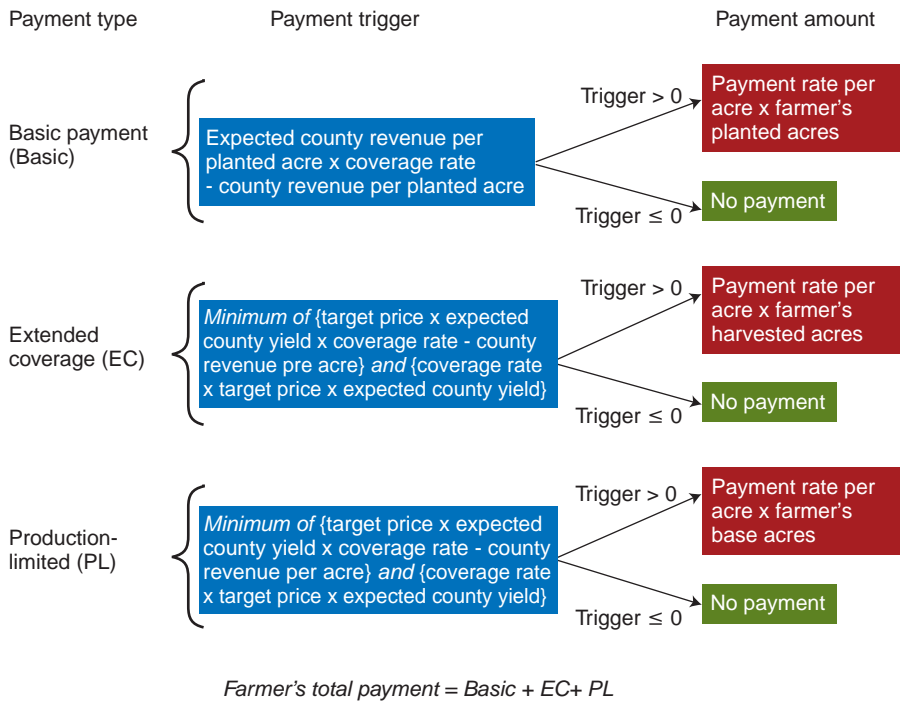 Payment type
Payment trigger
Payment amount
Basic payment
(Basic)
Expected county revenue per
planted acre x coverage rate
- county revenue per planted acre
Trigger > 0
Payment rate per
acre x farmer's
planted acres
Trigger ≤ 0
No payment
Extended
coverage (EC)
Minimum of {target price x expected
county yield x coverage rate - county
revenue pre acre} and {coverage rate
x target price x expected county yield}
Trigger > 0
Payment rate per
acre x farmer's
harvested acres
Trigger ≤ 0
No payment
Production-
limited (PL)
Minimum of {target price x expected
county yield x coverage rate - county
revenue per acre} and {coverage rate
x target price x expected county yield}
Trigger > 0
Payment rate per
acre x farmer's
base acres
Trigger ≤ 0
No payment
Farmer's total payment = Basic + EC+ PL